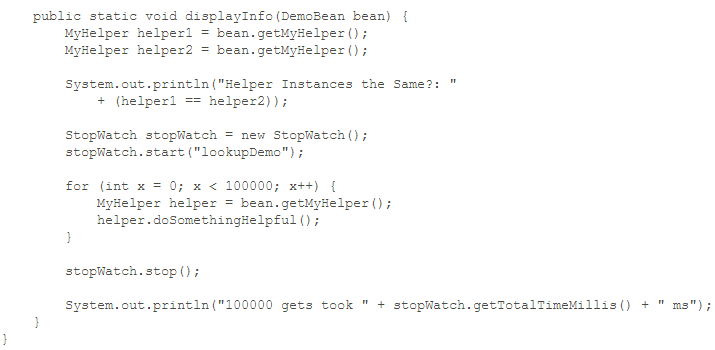 public static void displayInfo(DemoBean bean) {
        MyHelper helper1 = bean.getMyHelper();
        MyHelper helper2 = bean.getMyHelper();

        System.out.println("Helper Instances the Same?: "
            + (helper1 == helper2));

        StopWatch stopWatch = new StopWatch();
        stopWatch.start("lookupDemo");

        for (int x = 0; x < 100000; x++) {
            MyHelper helper = bean.getMyHelper();
            helper.doSomethingHelpful();
        }

        stopWatch.stop();

        System.out.println("100000 gets took " + stopWatch.getTotalTimeMillis() + " ms");
    }
}